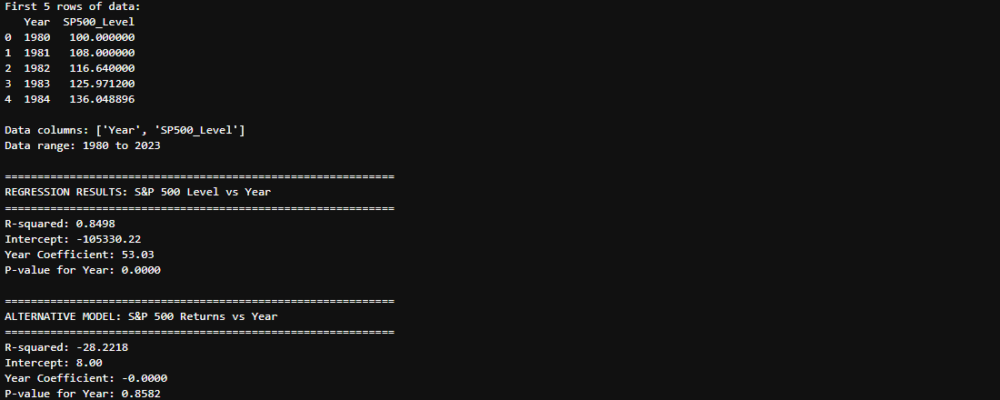 First 5 rows of data:
Year SP500_Level
0 1980 100.000000
1 1981 108.000000
2 1982 116.640000
3 1983 125.971200
4 1984 136.048896
Data columns: ['Year', 'SP500_Level']
Data range: 1980 to 2023
============================================================
REGRESSION RESULTS: S&P 500 Level vs Year
============================================================
R-squared: 0.8498
Intercept: -105330.22
Year Coefficient: 53.03
P-value for Year: 0.0000
============================================================
ALTERNATIVE MODEL: S&P 500 Returns vs Year
============================================================
R-squared: -28.2218
Intercept: 8.00
Year Coefficient: -0.0000
P-value for Year: 0.8582